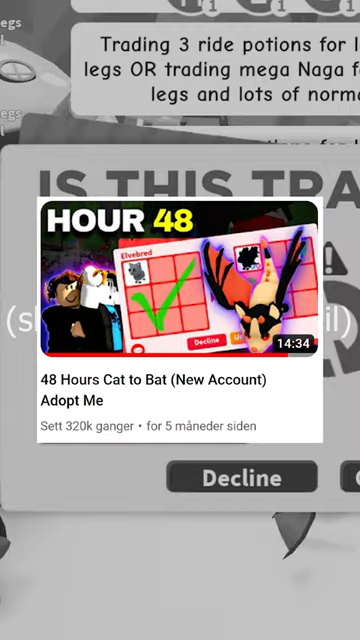 egs
l
Trading 3 ride potions for l
legs OR trading mega Naga f
egs
legs and lots of norm
l
IS THIS TRA
HOUR 48
Elvebred
Decline
14:34
48 Hours Cat to Bat (New Account)
Adopt Me
Sett 320k ganger • for 5 måneder siden
Decline